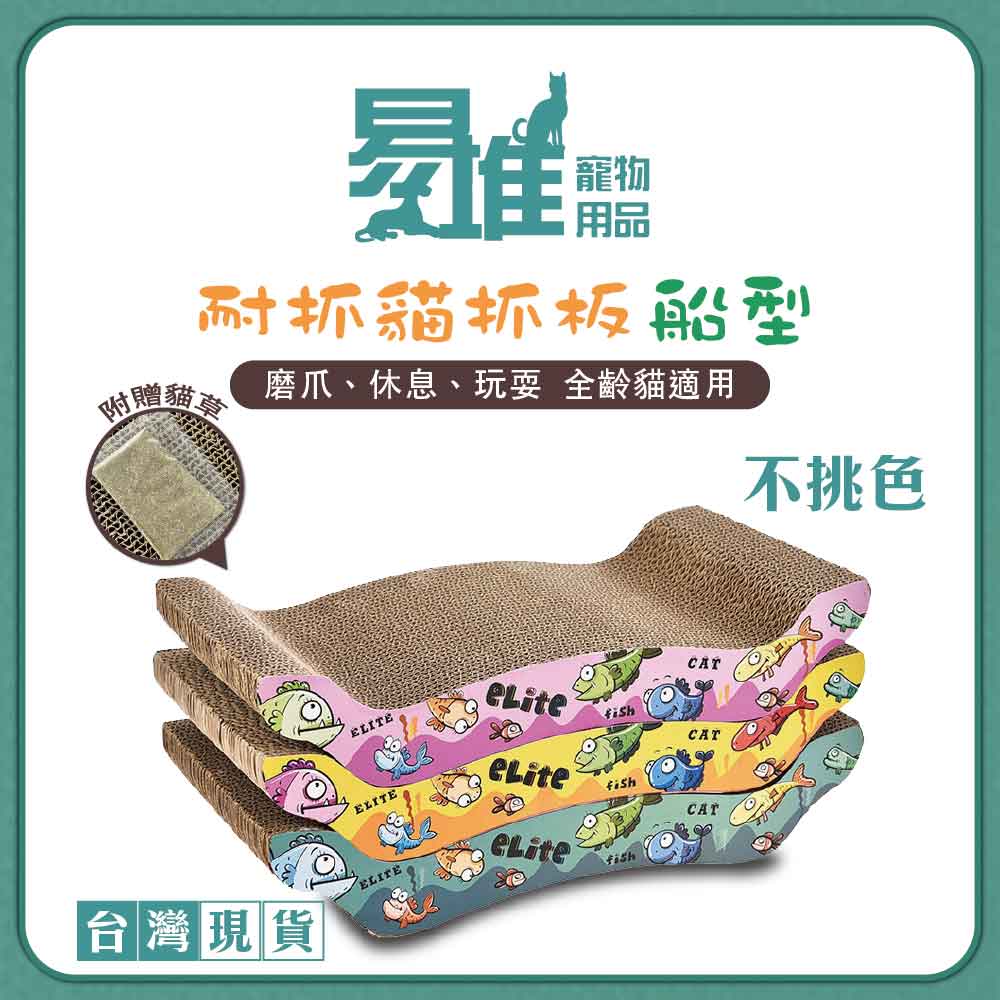 易雄
寵物
用品
耐抓貓抓板 船型
磨爪、休息、玩耍 全齡貓適用
附贈貓草
不挑色
ELITE eLite fish CAT
ELITE eLite fish CAT
ELITE eLite fish CAT
台灣現貨